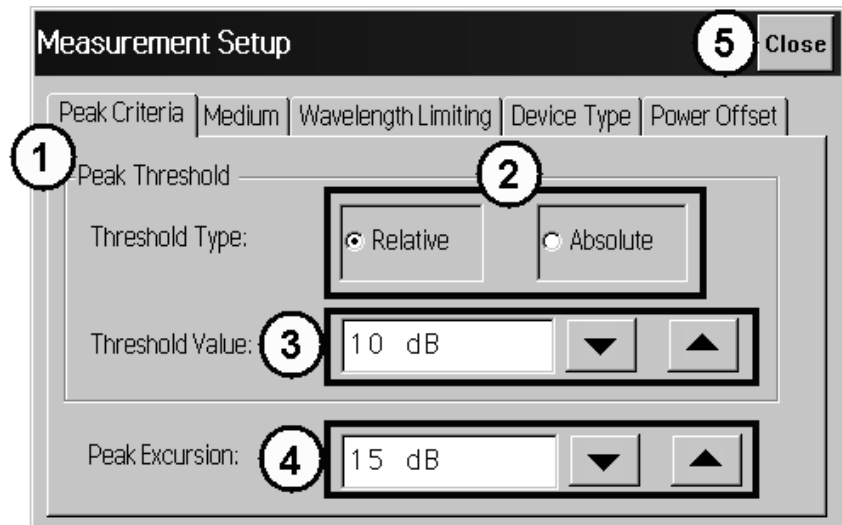 Measurement Setup 5 Close
Peak Criteria Medium Wavelength Limiting Device Type Power Offset
1
Peak Threshold 2
Threshold Type: Relative Absolute
Threshold Value: 3 10 dB
Peak Excursion: 4 15 dB